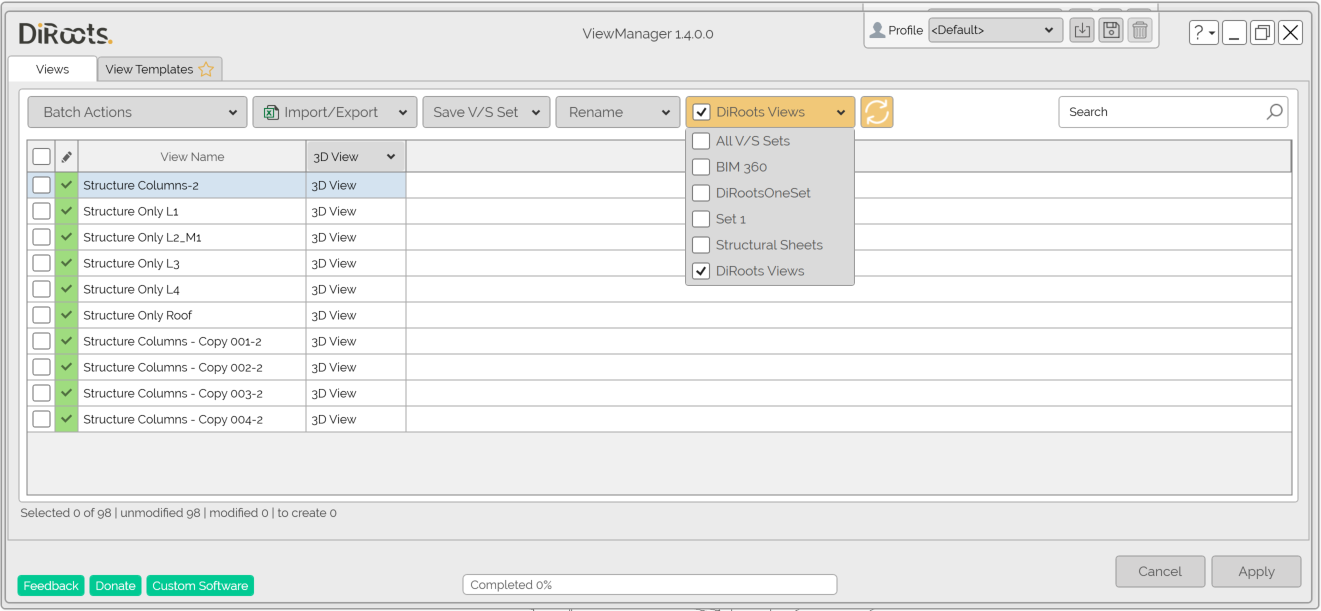 DiRoots.
ViewManager 1.4.0.0
Profile <Default>
?
Views View Templates
Batch Actions Import/Export Save V/S Set Rename DiRoots Views Search
All V/S Sets
BIM 360
DiRootsOneSet
Set 1
Structural Sheets
DiRoots Views
View Name 3D View
Structure Columns-2 3D View
Structure Only L1 3D View
Structure Only L2_M1 3D View
Structure Only L3 3D View
Structure Only L4 3D View
Structure Only Roof 3D View
Structure Columns - Copy 001-2 3D View
Structure Columns - Copy 002-2 3D View
Structure Columns - Copy 003-2 3D View
Structure Columns - Copy 004-2 3D View
Selected 0 of 98 | unmodified 98 | modified 0 | to create 0
Cancel Apply
Feedback Donate Custom Software Completed 0%